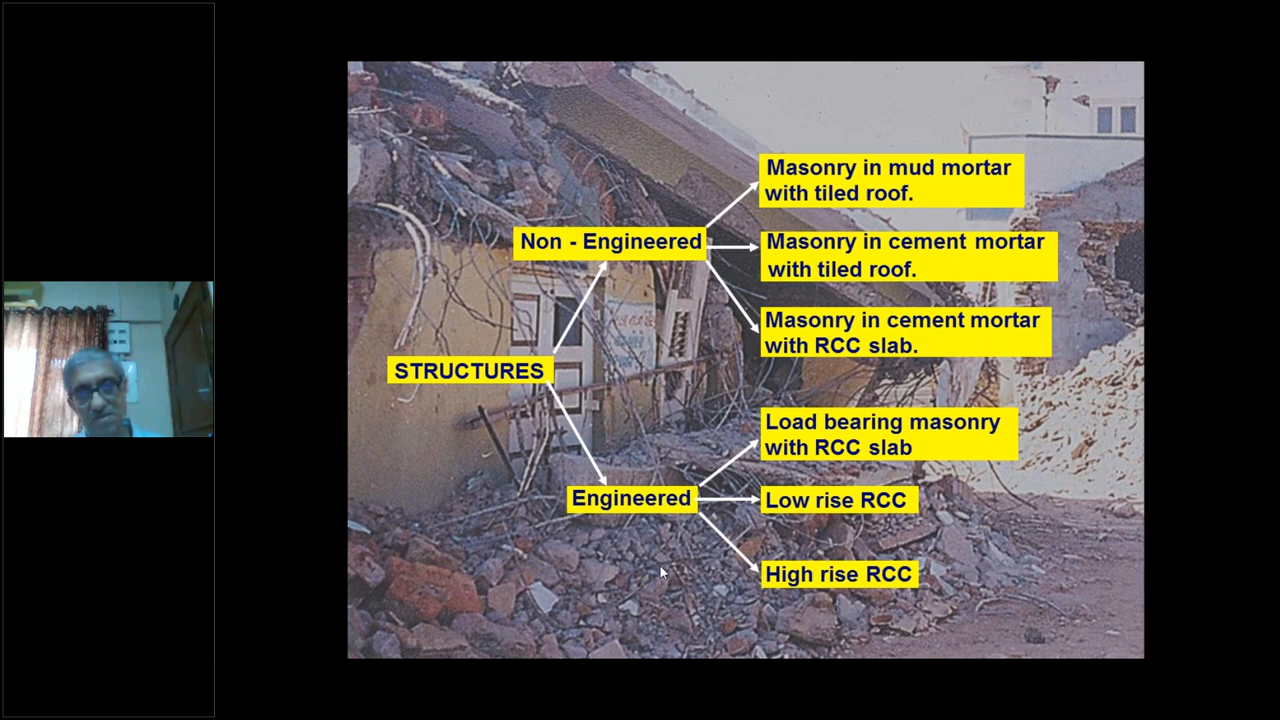 Masonry in mud mortar
with tiled roof.
Non - Engineered
Masonry in cement mortar
with tiled roof.
Masonry in cement mortar
with RCC slab.
STRUCTURES
Load bearing masonry
with RCC slab
Engineered
Low rise RCC
High rise RCC